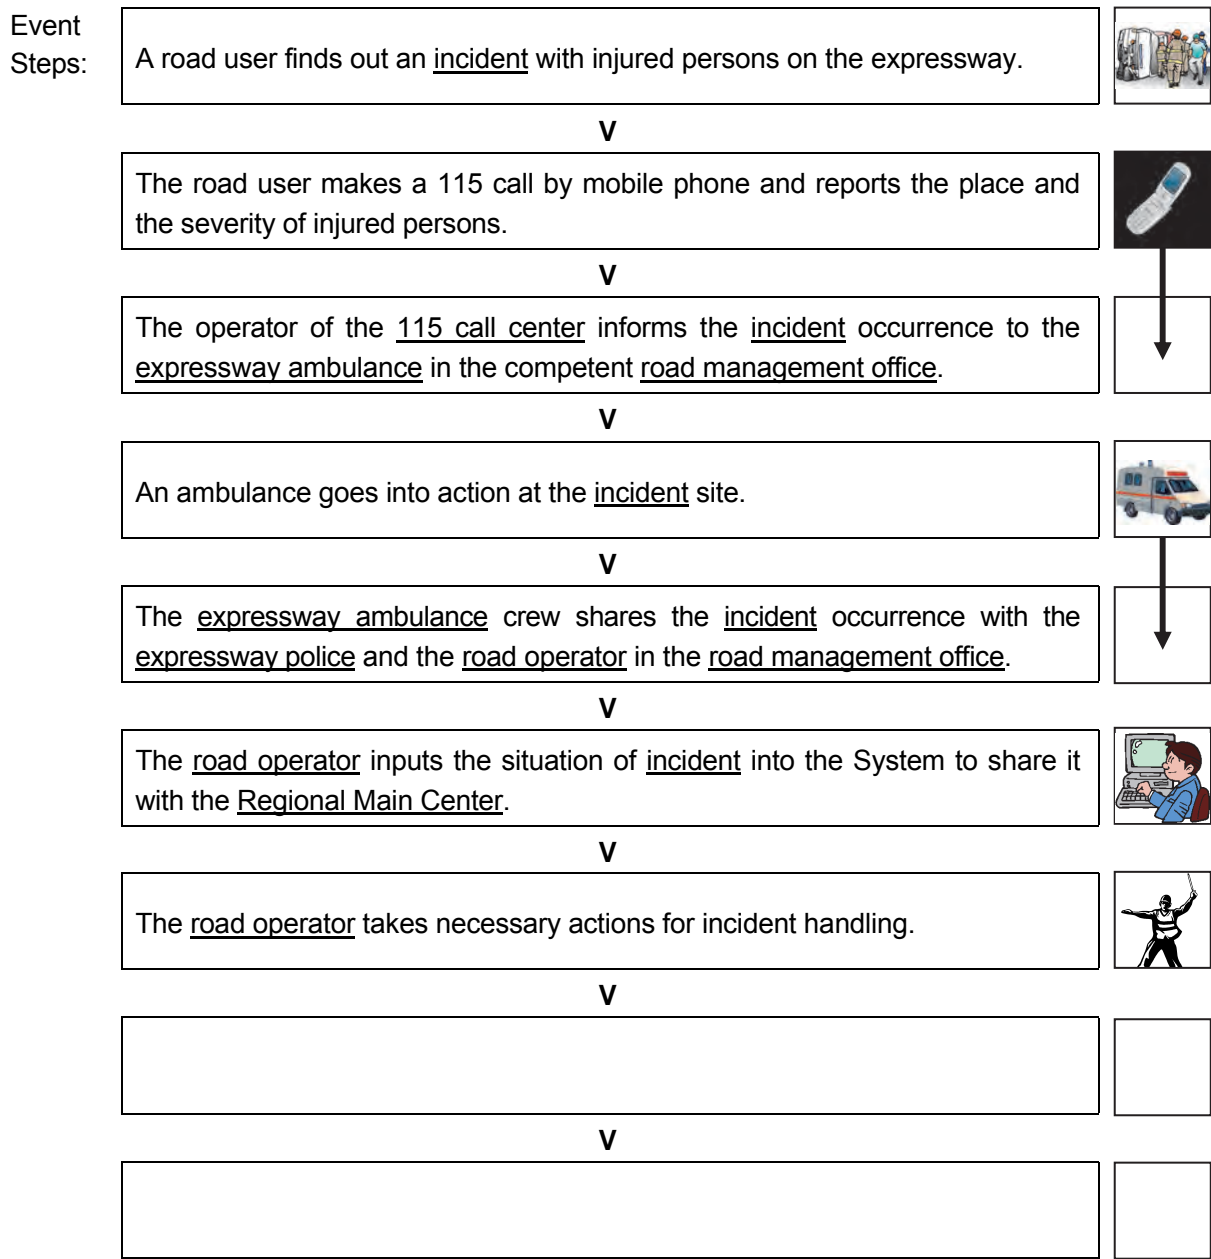 Event
Steps:
A road user finds out an incident with injured persons on the expressway.
V
The road user makes a 115 call by mobile phone and reports the place and
the severity of injured persons.
V
The operator of the 115 call center informs the incident occurrence to the
expressway ambulance in the competent road management office.
V
An ambulance goes into action at the incident site.
V
The expressway ambulance crew shares the incident occurrence with the
expressway police and the road operator in the road management office.
V
The road operator inputs the situation of incident into the System to share it
with the Regional Main Center.
V
The road operator takes necessary actions for incident handling.
V
V